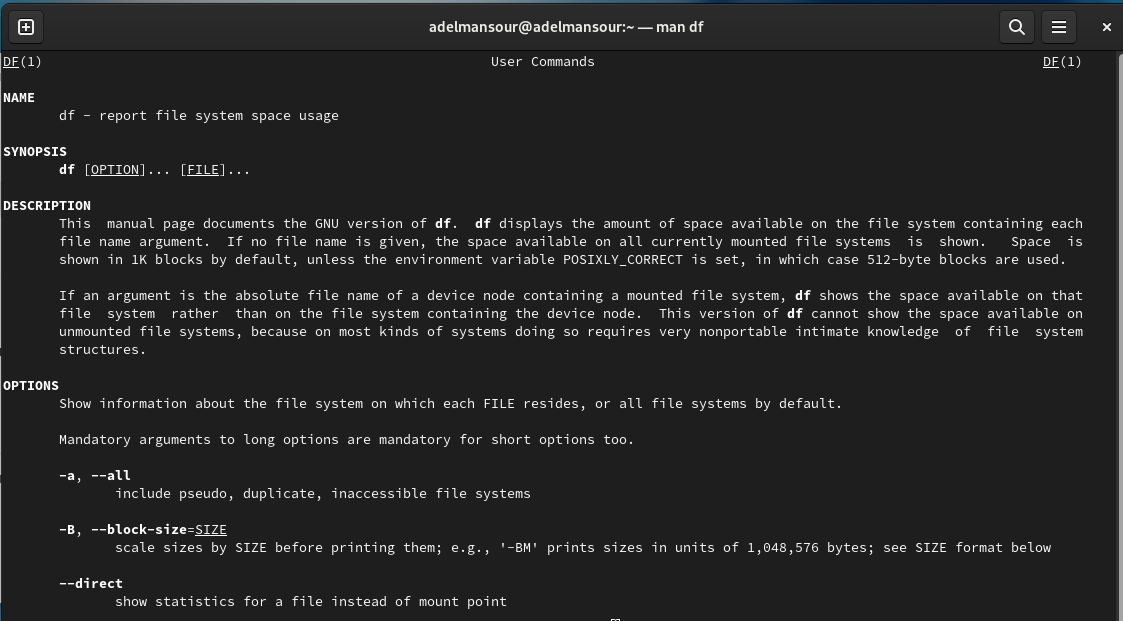 adelmansour@adelmansour:~ — man df
DF(1) User Commands DF(1)
NAME
df - report file system space usage
SYNOPSIS
df [OPTION]... [FILE]...
DESCRIPTION
This  manual page documents the GNU version of df.  df displays the amount of space available on the file system containing each
file name argument.  If no file name is given, the space available on all currently mounted file systems  is  shown.   Space  is
shown in 1K blocks by default, unless the environment variable POSIXLY_CORRECT is set, in which case 512-byte blocks are used.
If an argument is the absolute file name of a device node containing a mounted file system, df shows the space available on that
file  system  rather  than on the file system containing the device node.  This version of df cannot show the space available on
unmounted file systems, because on most kinds of systems doing so requires very nonportable intimate knowledge  of  file  system
structures.
OPTIONS
Show information about the file system on which each FILE resides, or all file systems by default.
Mandatory arguments to long options are mandatory for short options too.
-a, --all
include pseudo, duplicate, inaccessible file systems
-B, --block-size=SIZE
scale sizes by SIZE before printing them; e.g., '-BM' prints sizes in units of 1,048,576 bytes; see SIZE format below
--direct
show statistics for a file instead of mount point